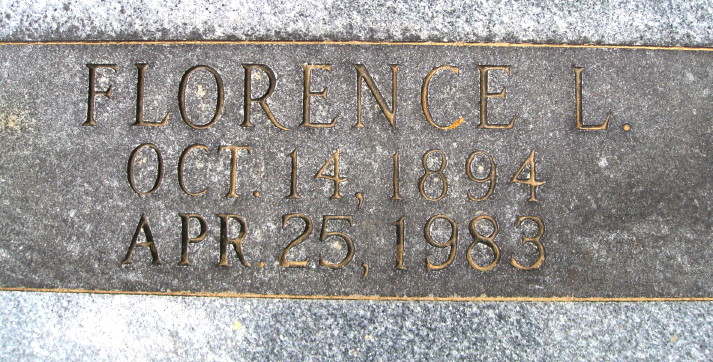 FLORENCE L.
OCT. 14, 1894
APR. 25, 1983